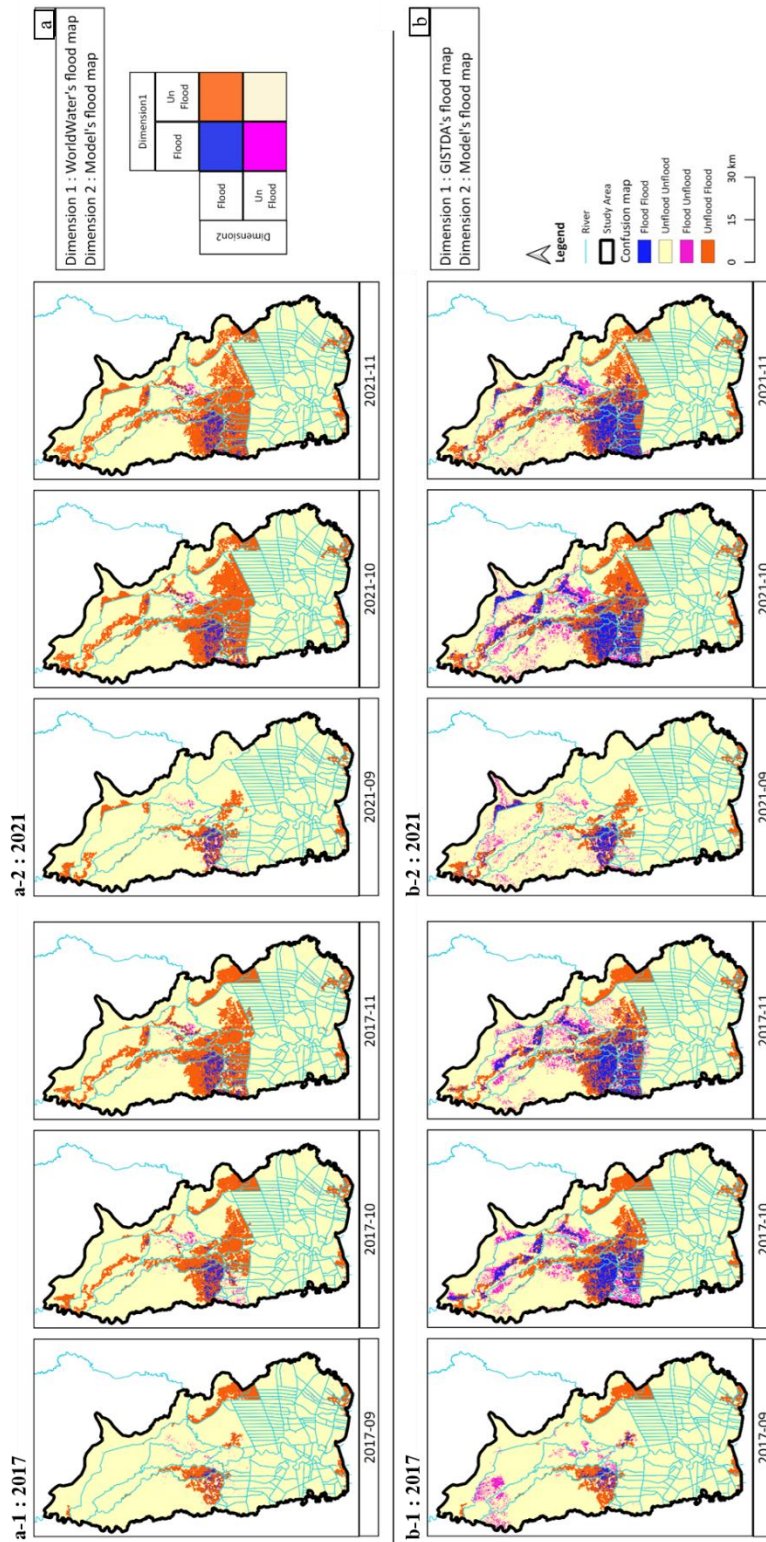 a-1 : 2017
a-2 : 2021
2017-09
2017-10
2017-11
2021-09
2021-10
2021-11
a
Dimension 1 : WorldWater's flood map
Dimension 2 : Model's flood map
Dimension1
Flood
Un
Flood
Dimension2
Flood
Un
Flood
b-1 : 2017
b-2 : 2021
2017-09
2017-10
2017-11
2021-09
2021-10
2021-11
b
Dimension 1 : GISTDA's flood map
Dimension 2 : Model's flood map
Legend
River
Study Area
Confusion map
Flood Flood
Unflood Unflood
Flood Unflood
Unflood Flood
0 15 30 km